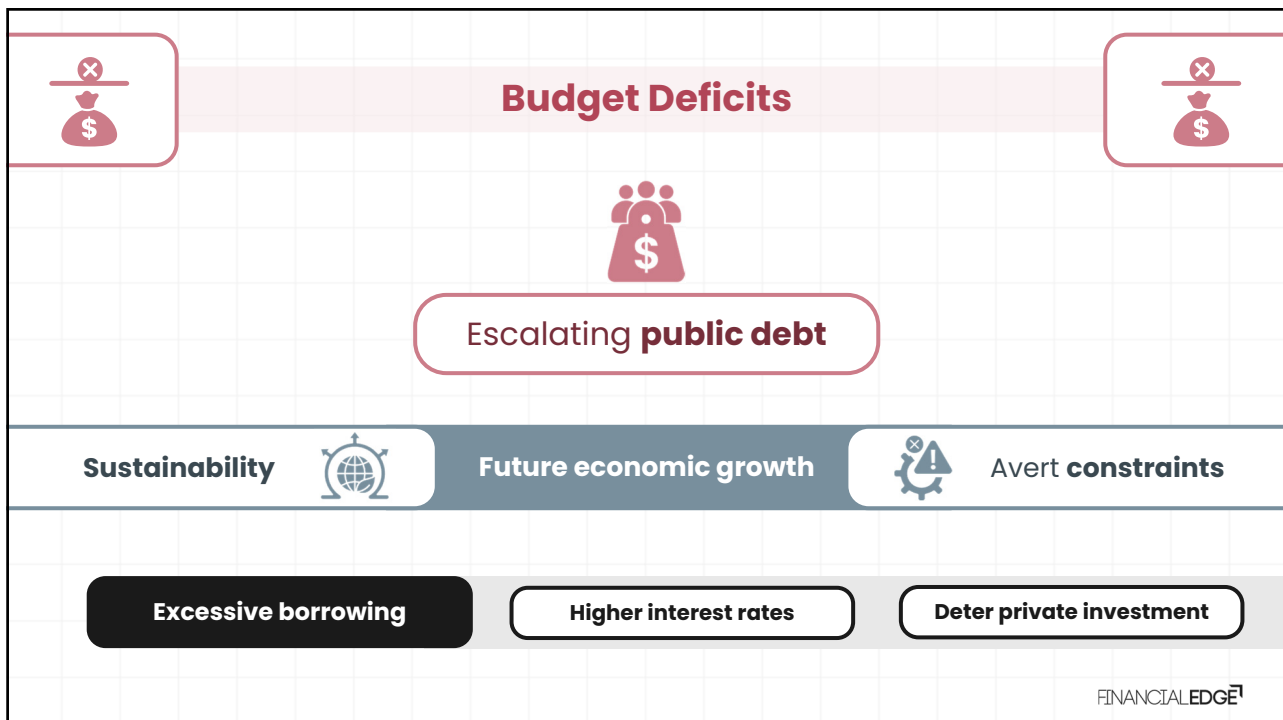 Budget Deficits
$
$
$
Escalating public debt
Sustainability
Future economic growth
Avert constraints
Excessive borrowing
Higher interest rates
Deter private investment
FINANCIALEDGE